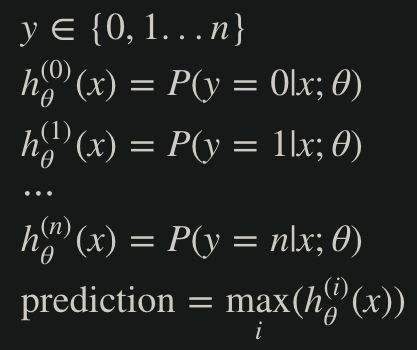 y ∈ {0, 1...n}
h_θ^{(0)}(x) = P(y = 0|x; θ)
h_θ^{(1)}(x) = P(y = 1|x; θ)
...
h_θ^{(n)}(x) = P(y = n|x; θ)
prediction = max_i(h_θ^{(i)}(x))